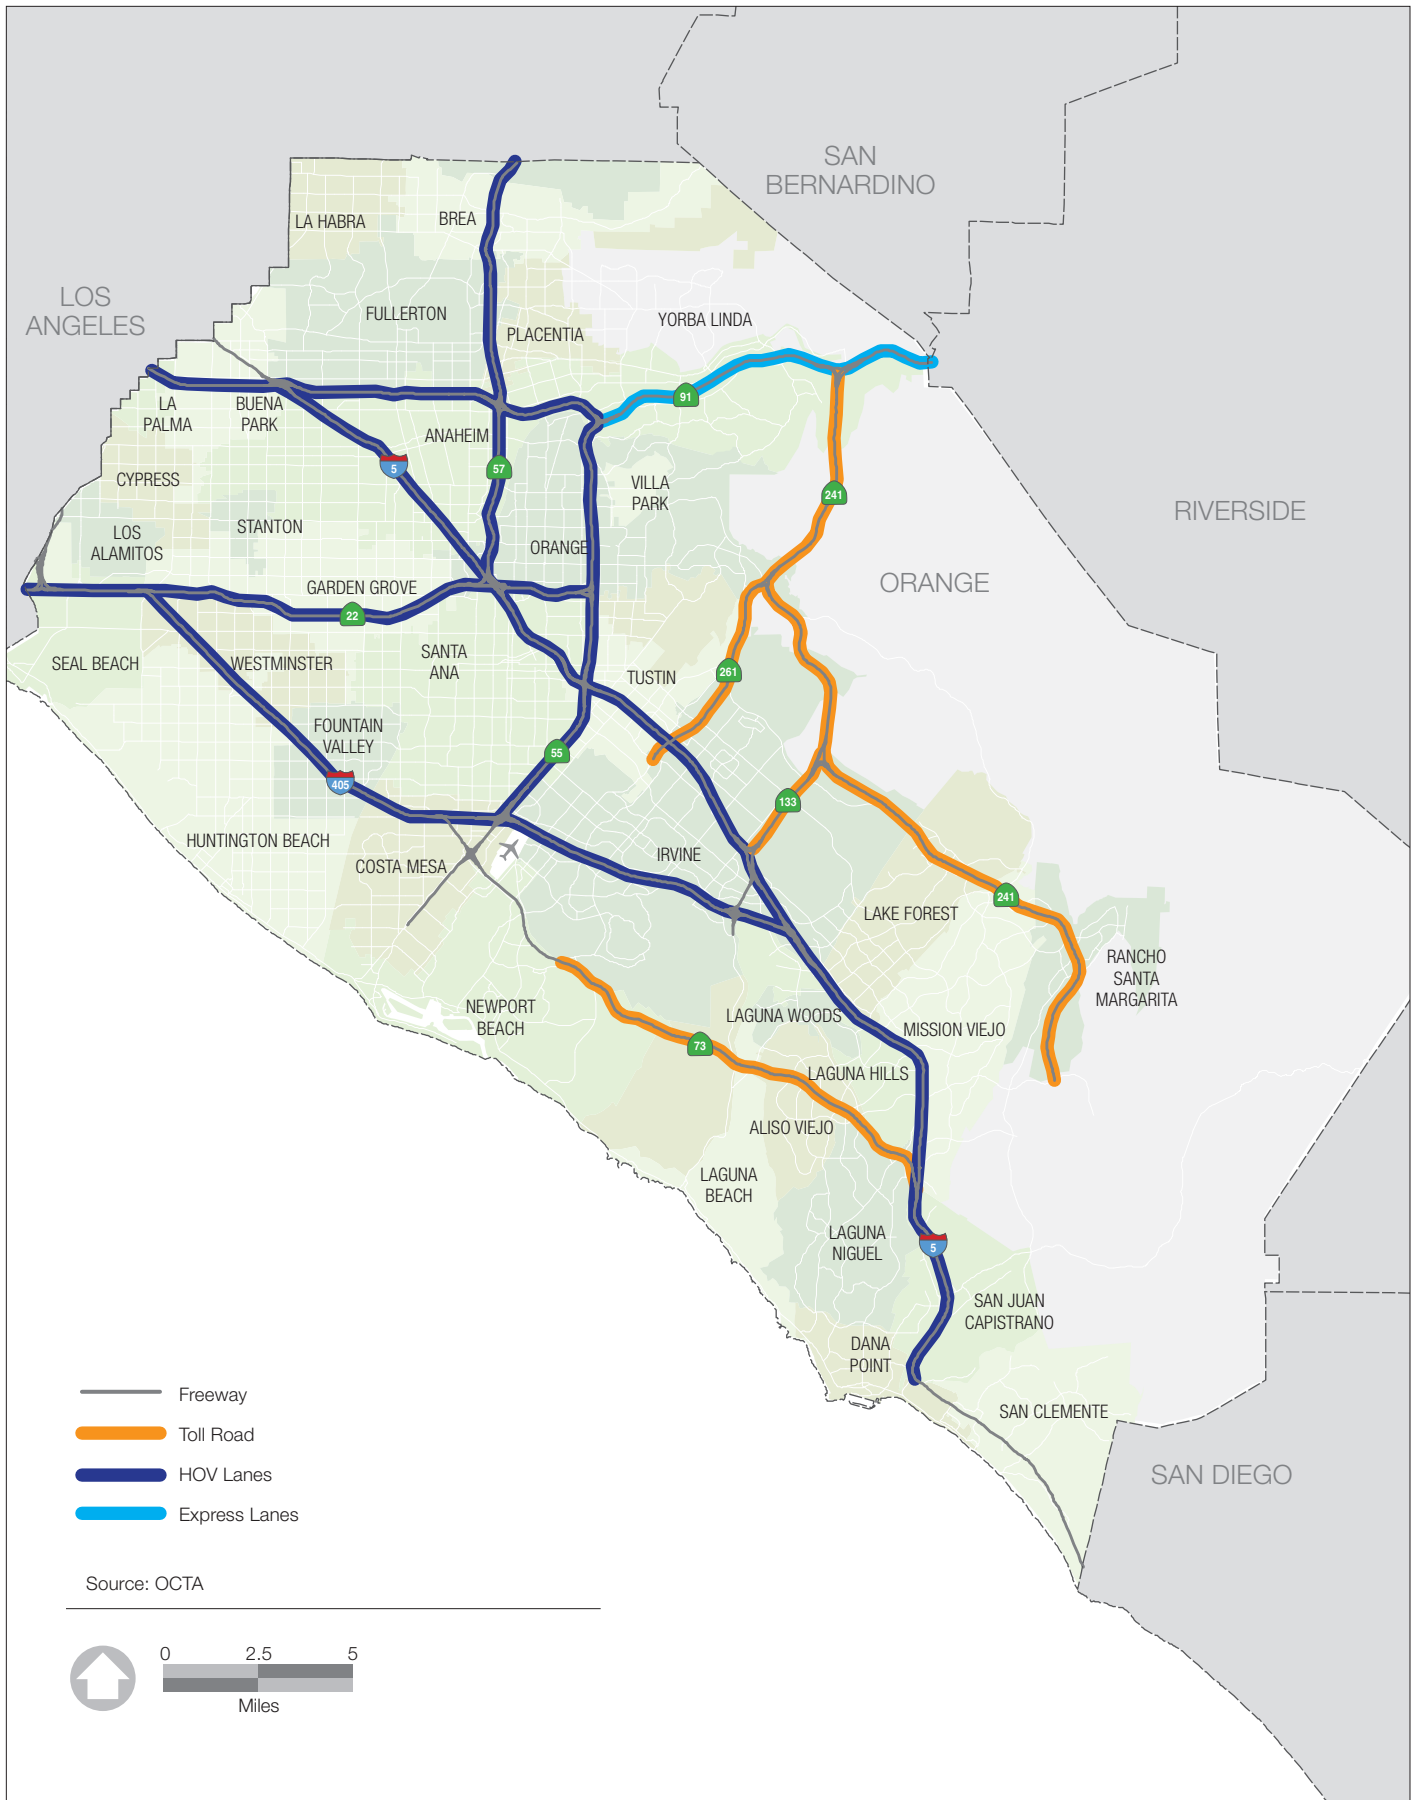 SAN
BERNARDINO
LA HABRA
BREA
LOS
ANGELES
FULLERTON
PLACENTIA
YORBA LINDA
91
LA
PALMA
BUENA
PARK
ANAHEIM
5
57
CYPRESS
VILLA
PARK
241
RIVERSIDE
STANTON
LOS
ALAMITOS
ORANGE
ORANGE
GARDEN GROVE
22
SEAL BEACH
WESTMINSTER
SANTA
ANA
TUSTIN
261
FOUNTAIN
VALLEY
55
405
133
HUNTINGTON BEACH
COSTA MESA
IRVINE
241
LAKE FOREST
RANCHO
SANTA
MARGARITA
NEWPORT
BEACH
LAGUNA WOODS
MISSION VIEJO
73
LAGUNA HILLS
ALISO VIEJO
LAGUNA
BEACH
LAGUNA
NIGUEL
5
SAN JUAN
CAPISTRANO
DANA
POINT
SAN CLEMENTE
SAN DIEGO
Freeway
Toll Road
HOV Lanes
Express Lanes
Source: OCTA
0 2.5 5
Miles